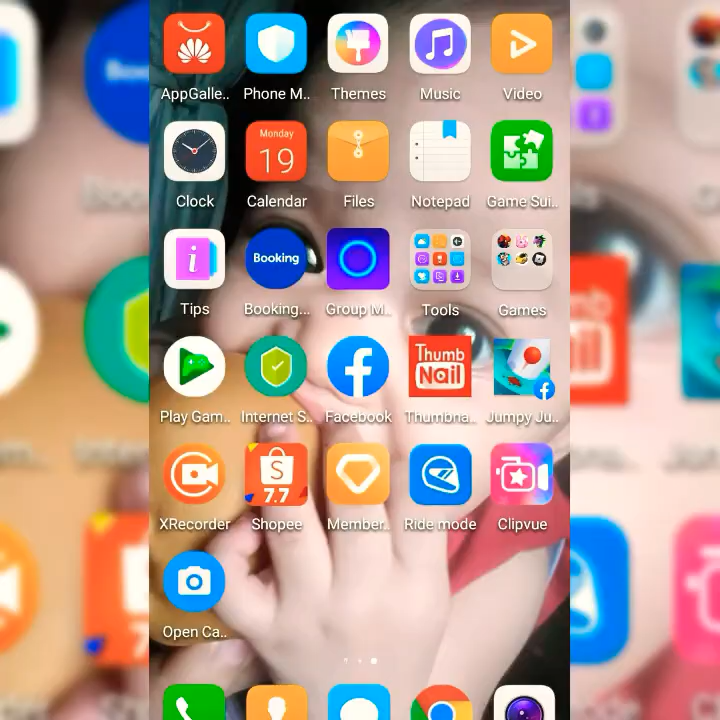 AppGalle..
Phone M..
Themes
Music
Video
Clock
Monday
19
Calendar
Files
Notepad
Game Sui..
i
Tips
Booking
Booking...
Group M..
Tools
Games
Play Gam..
Internet S..
Facebook
Thumb
Nail
Thumbna..
Jumpy Ju..
XRecorder
S
7.7
Shopee
Member..
Ride mode
Clipvue
Open Ca..